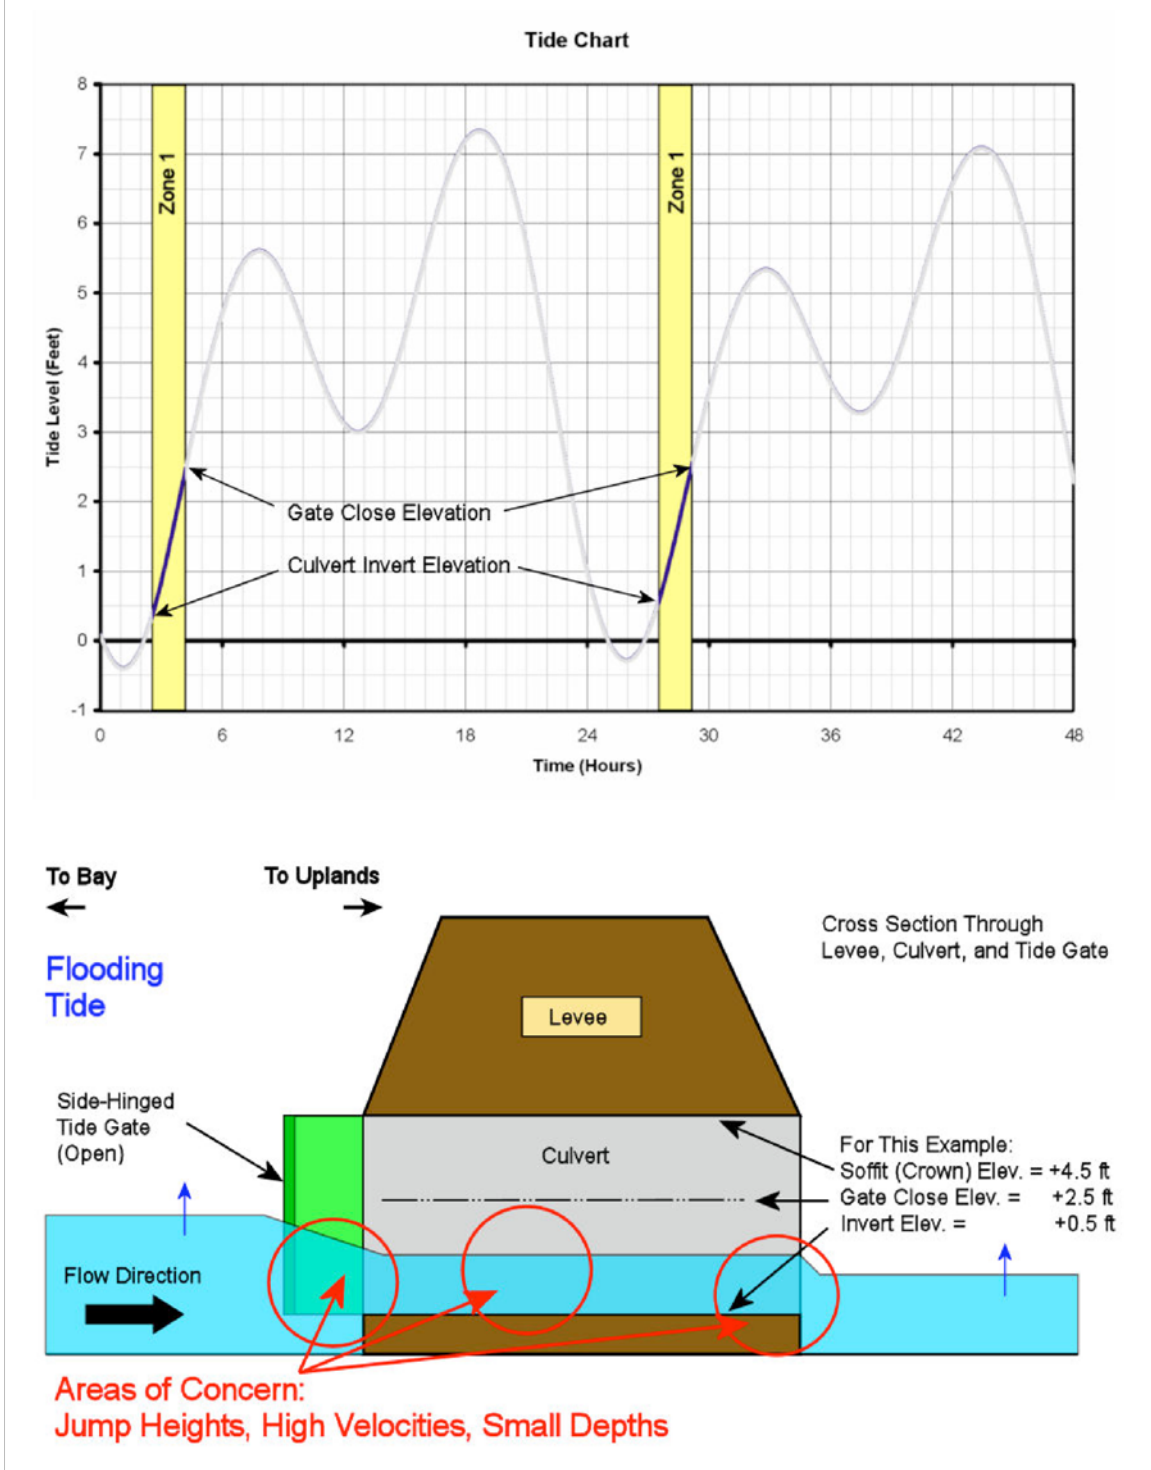 Tide Chart
8
7
6
5
4
3
2
1
0
-1
Tide Level (Feet)
Zone 1
Zone 1
Gate Close Elevation
Culvert Invert Elevation
0 6 12 18 24 30 36 42 48
Time (Hours)
To Bay
To Uplands
Cross Section Through
Levee, Culvert, and Tide Gate
Flooding
Tide
Levee
Side-Hinged
Tide Gate
(Open)
Culvert
For This Example:
Soffit (Crown) Elev. = +4.5 ft
Gate Close Elev. = +2.5 ft
Invert Elev. = +0.5 ft
Flow Direction
Areas of Concern:
Jump Heights, High Velocities, Small Depths